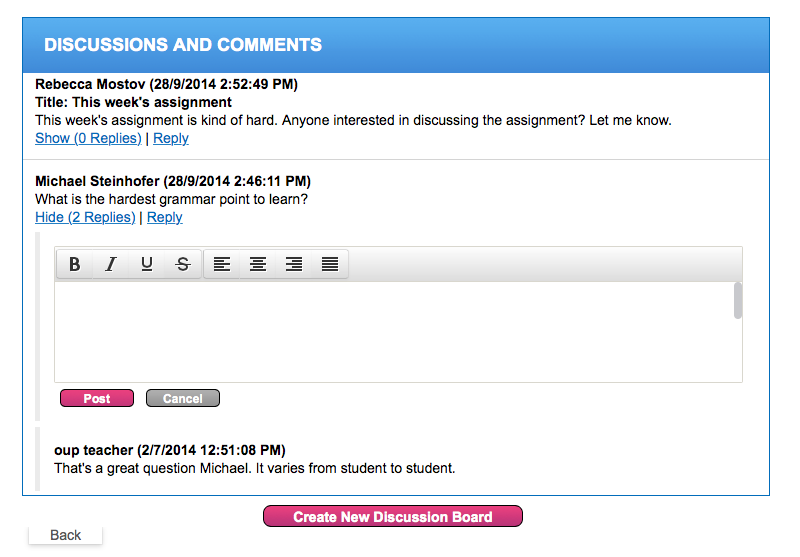 DISCUSSIONS AND COMMENTS
Rebecca Mostov (28/9/2014 2:52:49 PM)
Title: This week's assignment
This week's assignment is kind of hard. Anyone interested in discussing the assignment? Let me know.
Show (0 Replies) | Reply
Michael Steinhofer (28/9/2014 2:46:11 PM)
What is the hardest grammar point to learn?
Hide (2 Replies) | Reply
B I U S
Post Cancel
oup teacher (2/7/2014 12:51:08 PM)
That's a great question Michael. It varies from student to student.
Create New Discussion Board
Back